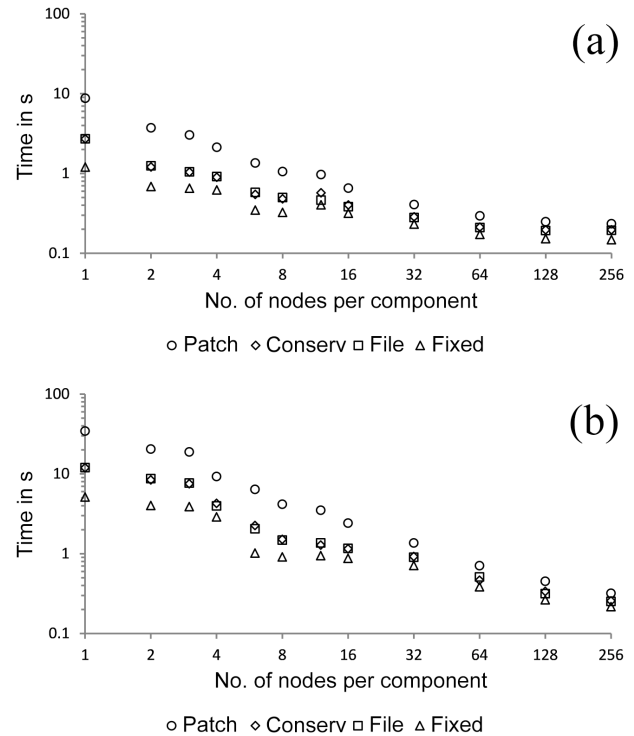 100
(a)
10
Time in s
1
0.1
1 2 4 8 16 32 64 128 256
No. of nodes per component
Patch Conserv File Fixed
100
(b)
10
Time in s
1
0.1
1 2 4 8 16 32 64 128 256
No. of nodes per component
Patch Conserv File Fixed